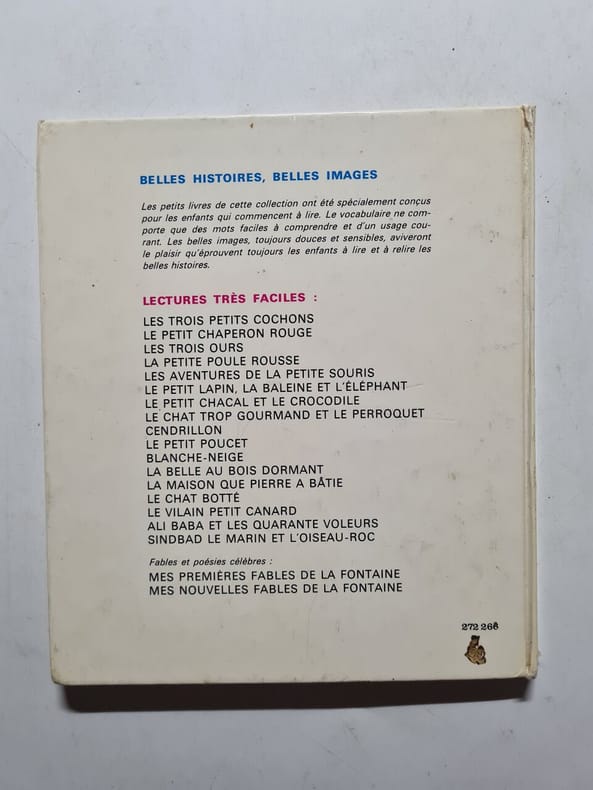 BELLES HISTOIRES, BELLES IMAGES
Les petits livres de cette collection ont été spécialement conçus
pour les enfants qui commencent à lire. Le vocabulaire ne com-
porte que des mots faciles à comprendre et d'un usage cou-
rant. Les belles images, toujours douces et sensibles, aviveront
le plaisir qu'éprouvent toujours les enfants à lire et à relire les
belles histoires.
LECTURES TRÈS FACILES :
LES TROIS PETITS COCHONS
LE PETIT CHAPERON ROUGE
LES TROIS OURS
LA PETITE POULE ROUSSE
LES AVENTURES DE LA PETITE SOURIS
LE PETIT LAPIN, LA BALEINE ET L'ÉLÉPHANT
LE PETIT CHACAL ET LE CROCODILE
LE CHAT TROP GOURMAND ET LE PERROQUET
CENDRILLON
LE PETIT POUCET
BLANCHE-NEIGE
LA BELLE AU BOIS DORMANT
LA MAISON QUE PIERRE A BÂTIE
LE CHAT BOTTÉ
LE VILAIN PETIT CANARD
ALI BABA ET LES QUARANTE VOLEURS
SINDBAD LE MARIN ET L'OISEAU-ROC
Fables et poésies célèbres :
MES PREMIÈRES FABLES DE LA FONTAINE
MES NOUVELLES FABLES DE LA FONTAINE
272 268